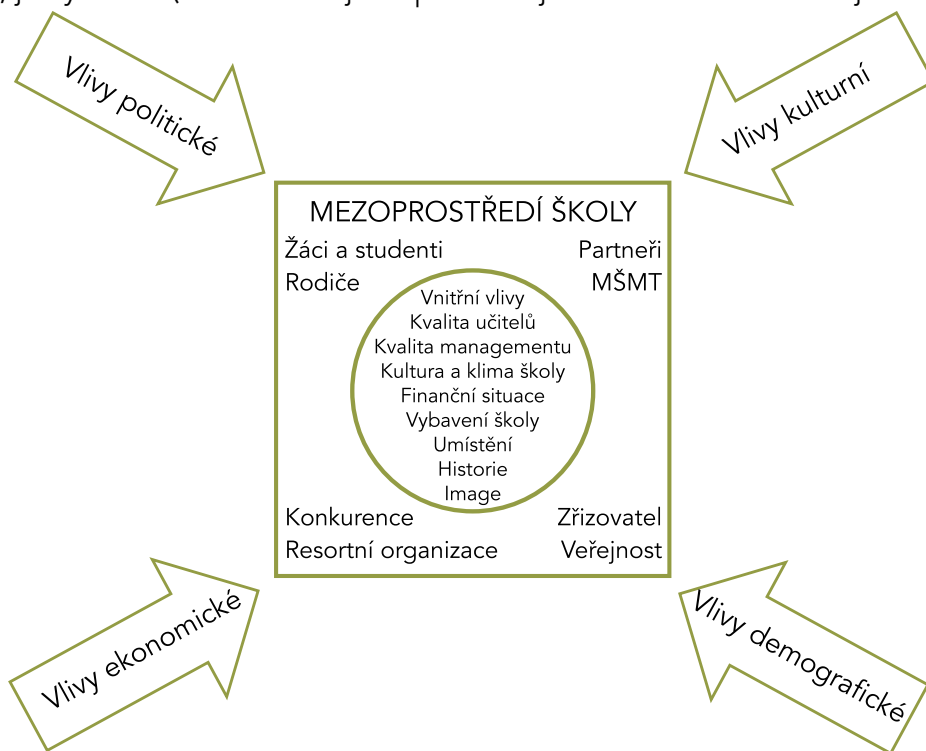 Vlivy politické
Vlivy kulturní
MEZOPROSTŘEDÍ ŠKOLY
Žáci a studenti
Partneři
Rodiče
MŠMT
Vnitřní vlivy
Kvalita učitelů
Kvalita managementu
Kultura a klima školy
Finanční situace
Vybavení školy
Umístění
Historie
Image
Konkurence
Zřizovatel
Resortní organizace
Veřejnost
Vlivy ekonomické
Vlivy demografické